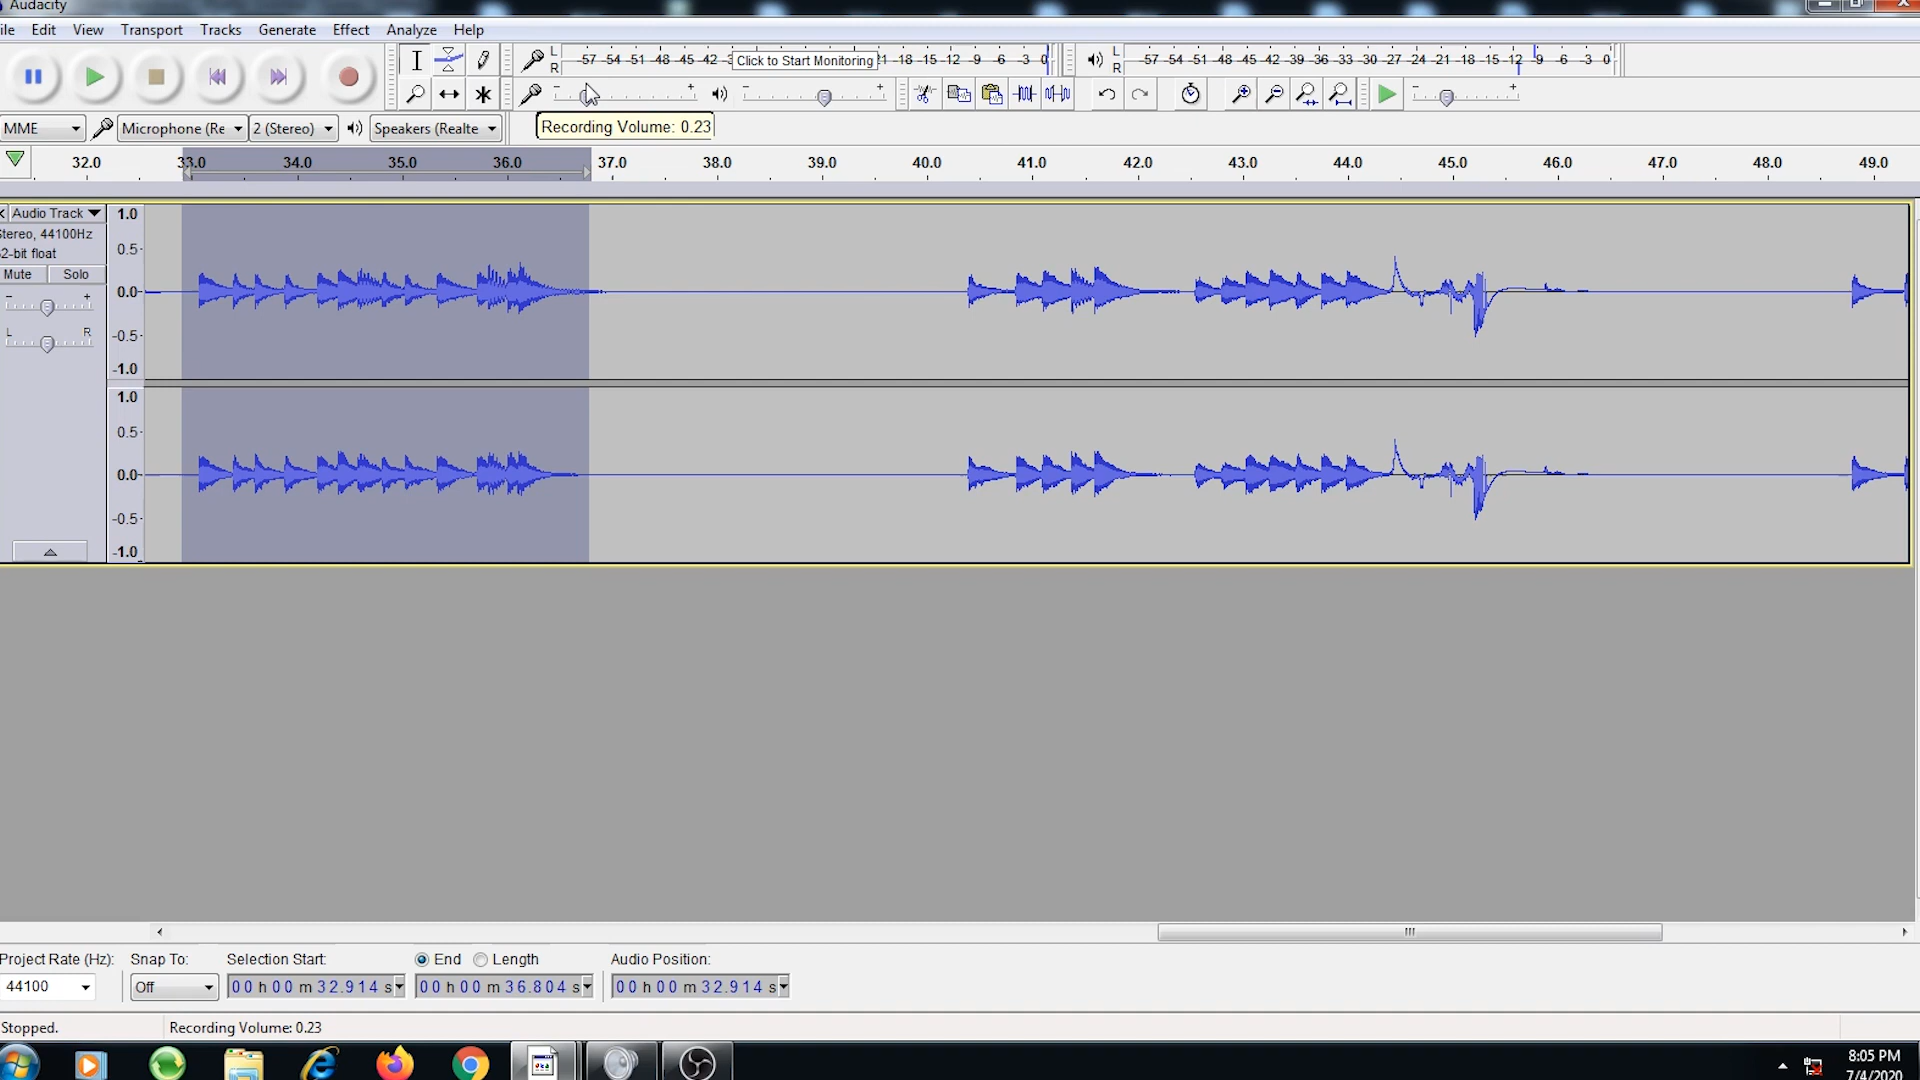 Audacity
ile Edit View Transport Tracks Generate Effect Analyze Help
L
R
-57 -54 -51 -48 -45 -42 -3 Click to Start Monitoring 21 -18 -15 -12 -9 -6 -3 0
L
R
-57 -54 -51 -48 -45 -42 -39 -36 -33 -30 -27 -24 -21 -18 -15 -12 -9 -6 -3 0
- +
- +
- +
MME Microphone (Re 2 (Stereo) Speakers (Realte
Recording Volume: 0.23
32.0 33.0 34.0 35.0 36.0 37.0 38.0 39.0 40.0 41.0 42.0 43.0 44.0 45.0 46.0 47.0 48.0 49.0
Audio Track
Stereo, 44100Hz
2-bit float
Mute Solo
- +
L R
1.0
0.5
0.0
-0.5
-1.0
1.0
0.5
0.0
-0.5
-1.0
Project Rate (Hz): Snap To: Selection Start: End Length Audio Position:
44100 Off 00 h 00 m 32.914 s 00 h 00 m 36.804 s 00 h 00 m 32.914 s
Stopped. Recording Volume: 0.23
8:05 PM
7/4/2020